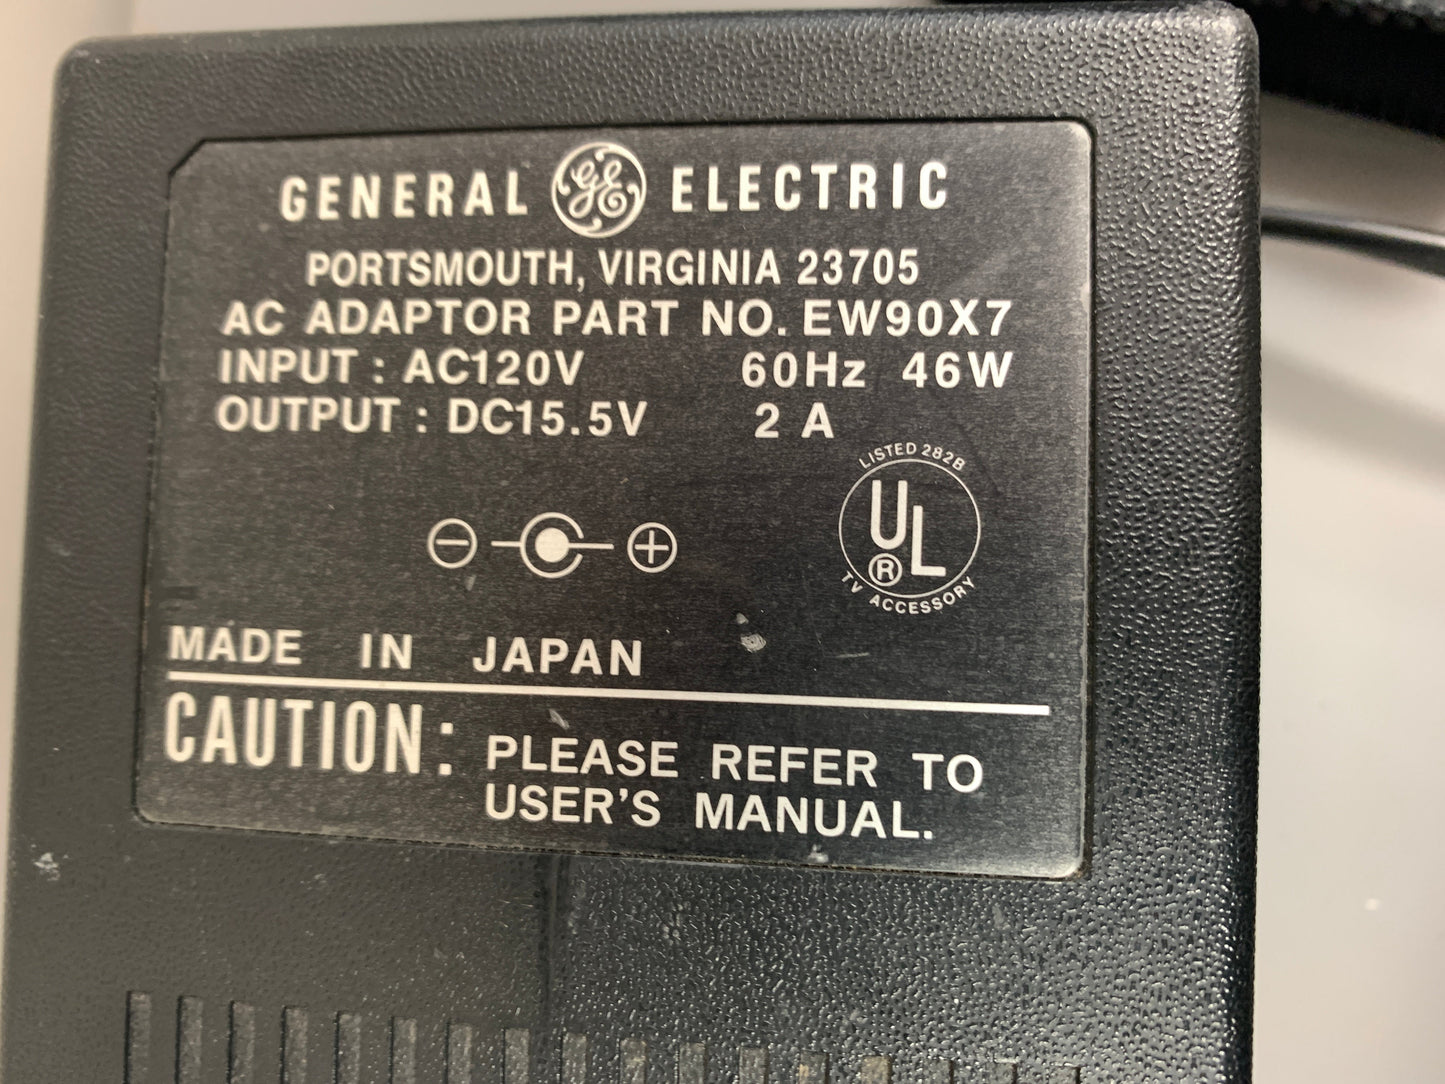 GENERAL GE ELECTRIC
PORTSMOUTH, VIRGINIA 23705
AC ADAPTOR PART NO. EW90X7
INPUT : AC120V 60Hz 46W
OUTPUT : DC15.5V 2 A
LISTED 282B
UL
®
TV ACCESSORY
MADE IN JAPAN
CAUTION: PLEASE REFER TO
USER'S MANUAL.